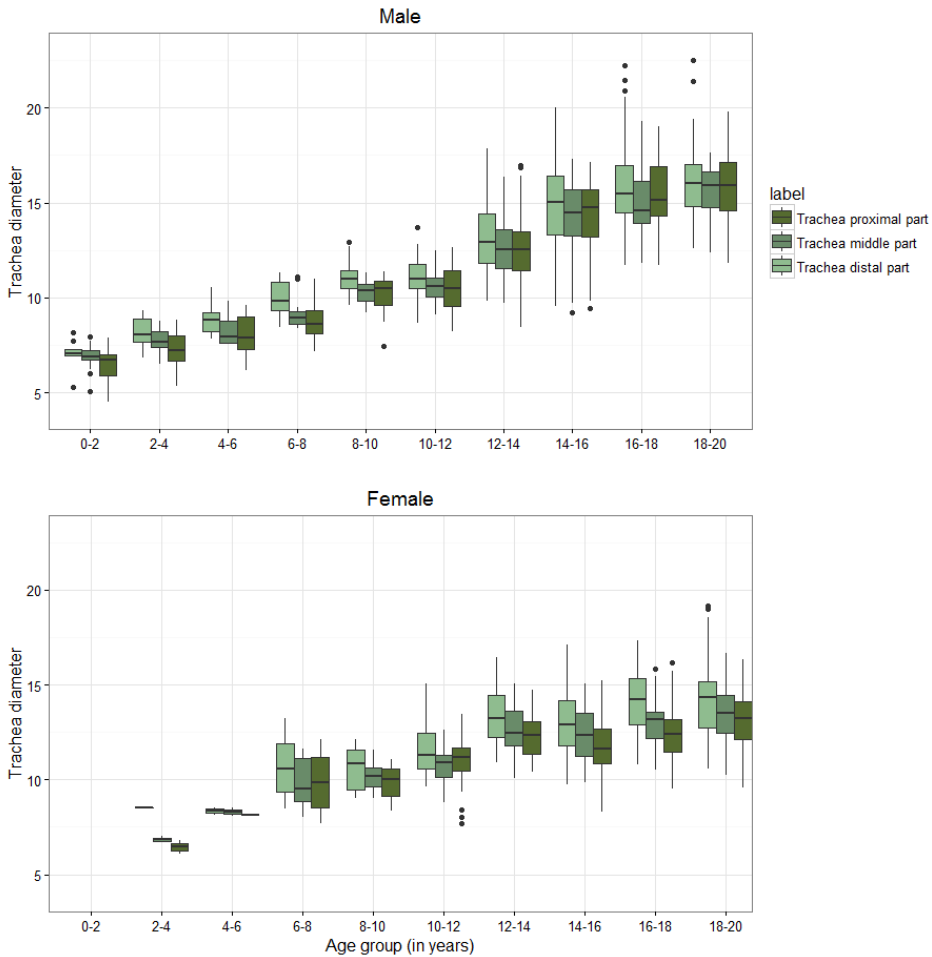 Male
20
15
10
5
Trachea diameter
0-2 2-4 4-6 6-8 8-10 10-12 12-14 14-16 16-18 18-20
label
Trachea proximal part
Trachea middle part
Trachea distal part
Female
20
15
10
5
Trachea diameter
0-2 2-4 4-6 6-8 8-10 10-12 12-14 14-16 16-18 18-20
Age group (in years)